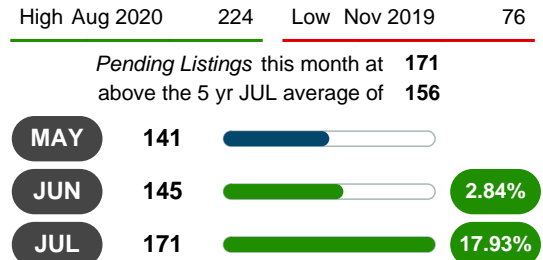 High Aug 2020 224 Low Nov 2019 76
Pending Listings this month at 171
above the 5 yr JUL average of 156
MAY 141
JUN 145 2.84%
JUL 171 17.93%